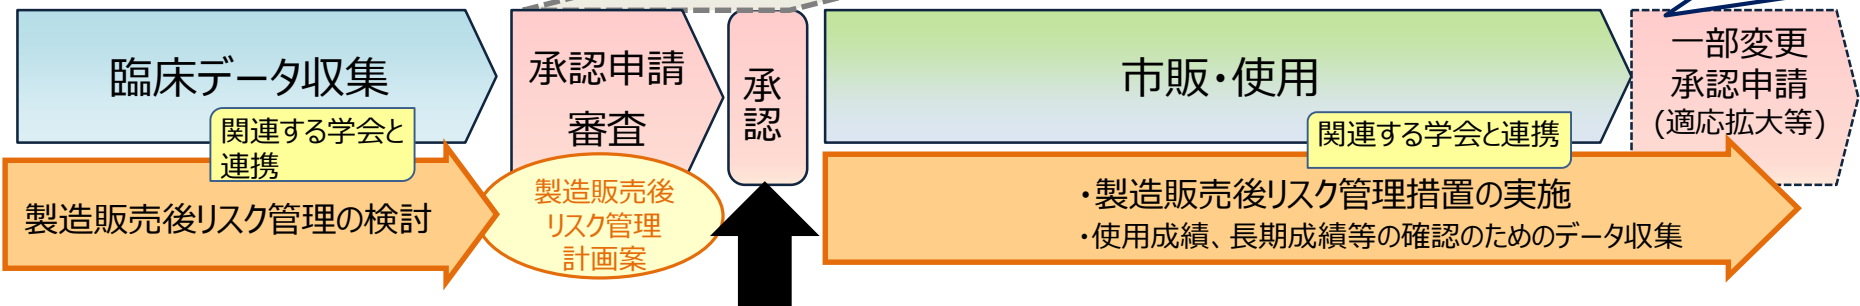 臨床データ収集
関連する学会と
連携
製造販売後リスク管理の検討
承認申請
審査
製造販売後
リスク管理
計画案
承
認
市販・使用
関連する学会と連携
・製造販売後リスク管理措置の実施
・使用成績、長期成績等の確認のためのデータ収集
一部変更
承認申請
(適応拡大等)